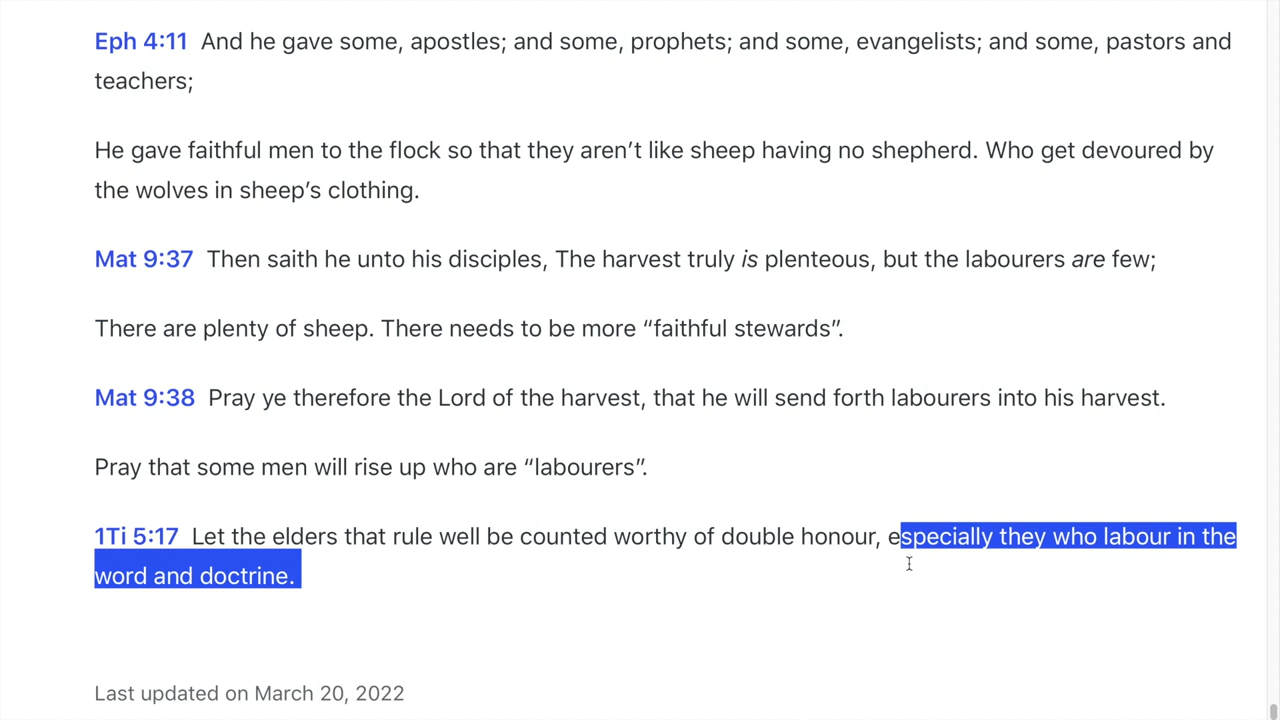 Eph 4:11 And he gave some, apostles; and some, prophets; and some, evangelists; and some, pastors and
teachers;
He gave faithful men to the flock so that they aren’t like sheep having no shepherd. Who get devoured by
the wolves in sheep’s clothing.
Mat 9:37 Then saith he unto his disciples, The harvest truly is plenteous, but the labourers are few;
There are plenty of sheep. There needs to be more “faithful stewards”.
Mat 9:38 Pray ye therefore the Lord of the harvest, that he will send forth labourers into his harvest.
Pray that some men will rise up who are “labourers”.
1Ti 5:17 Let the elders that rule well be counted worthy of double honour, especially they who labour in the
word and doctrine.
Last updated on March 20, 2022